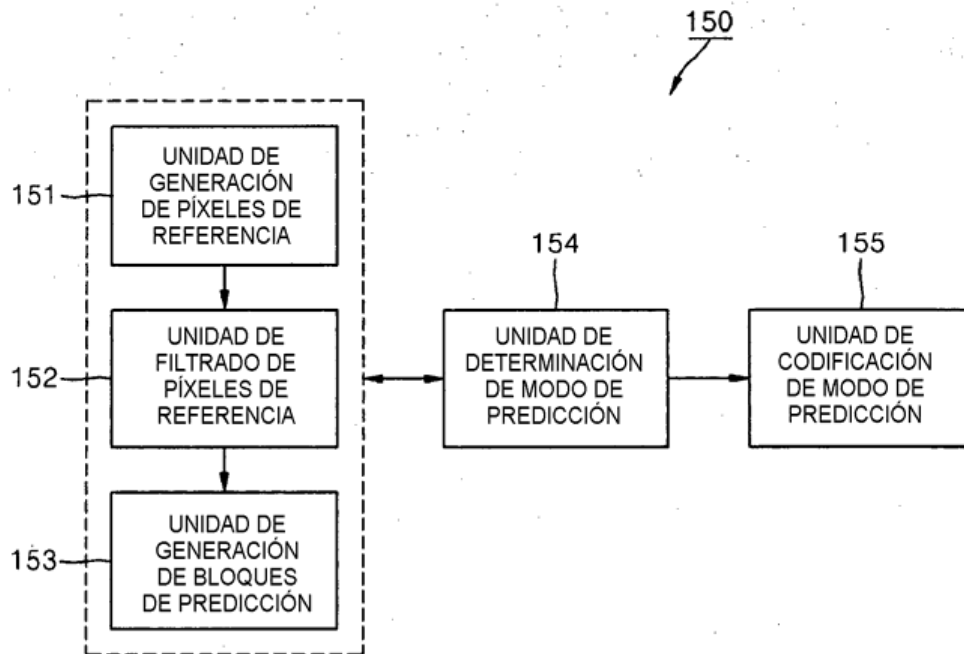 150
151
UNIDAD DE
GENERACIÓN
DE PÍXELES DE
REFERENCIA
152
UNIDAD DE
FILTRADO DE
PÍXELES DE
REFERENCIA
153
UNIDAD DE
GENERACIÓN
DE BLOQUES
DE PREDICCIÓN
154
UNIDAD DE
DETERMINACIÓN
DE MODO DE
PREDICCIÓN
155
UNIDAD DE
CODIFICACIÓN
DE MODO DE
PREDICCIÓN